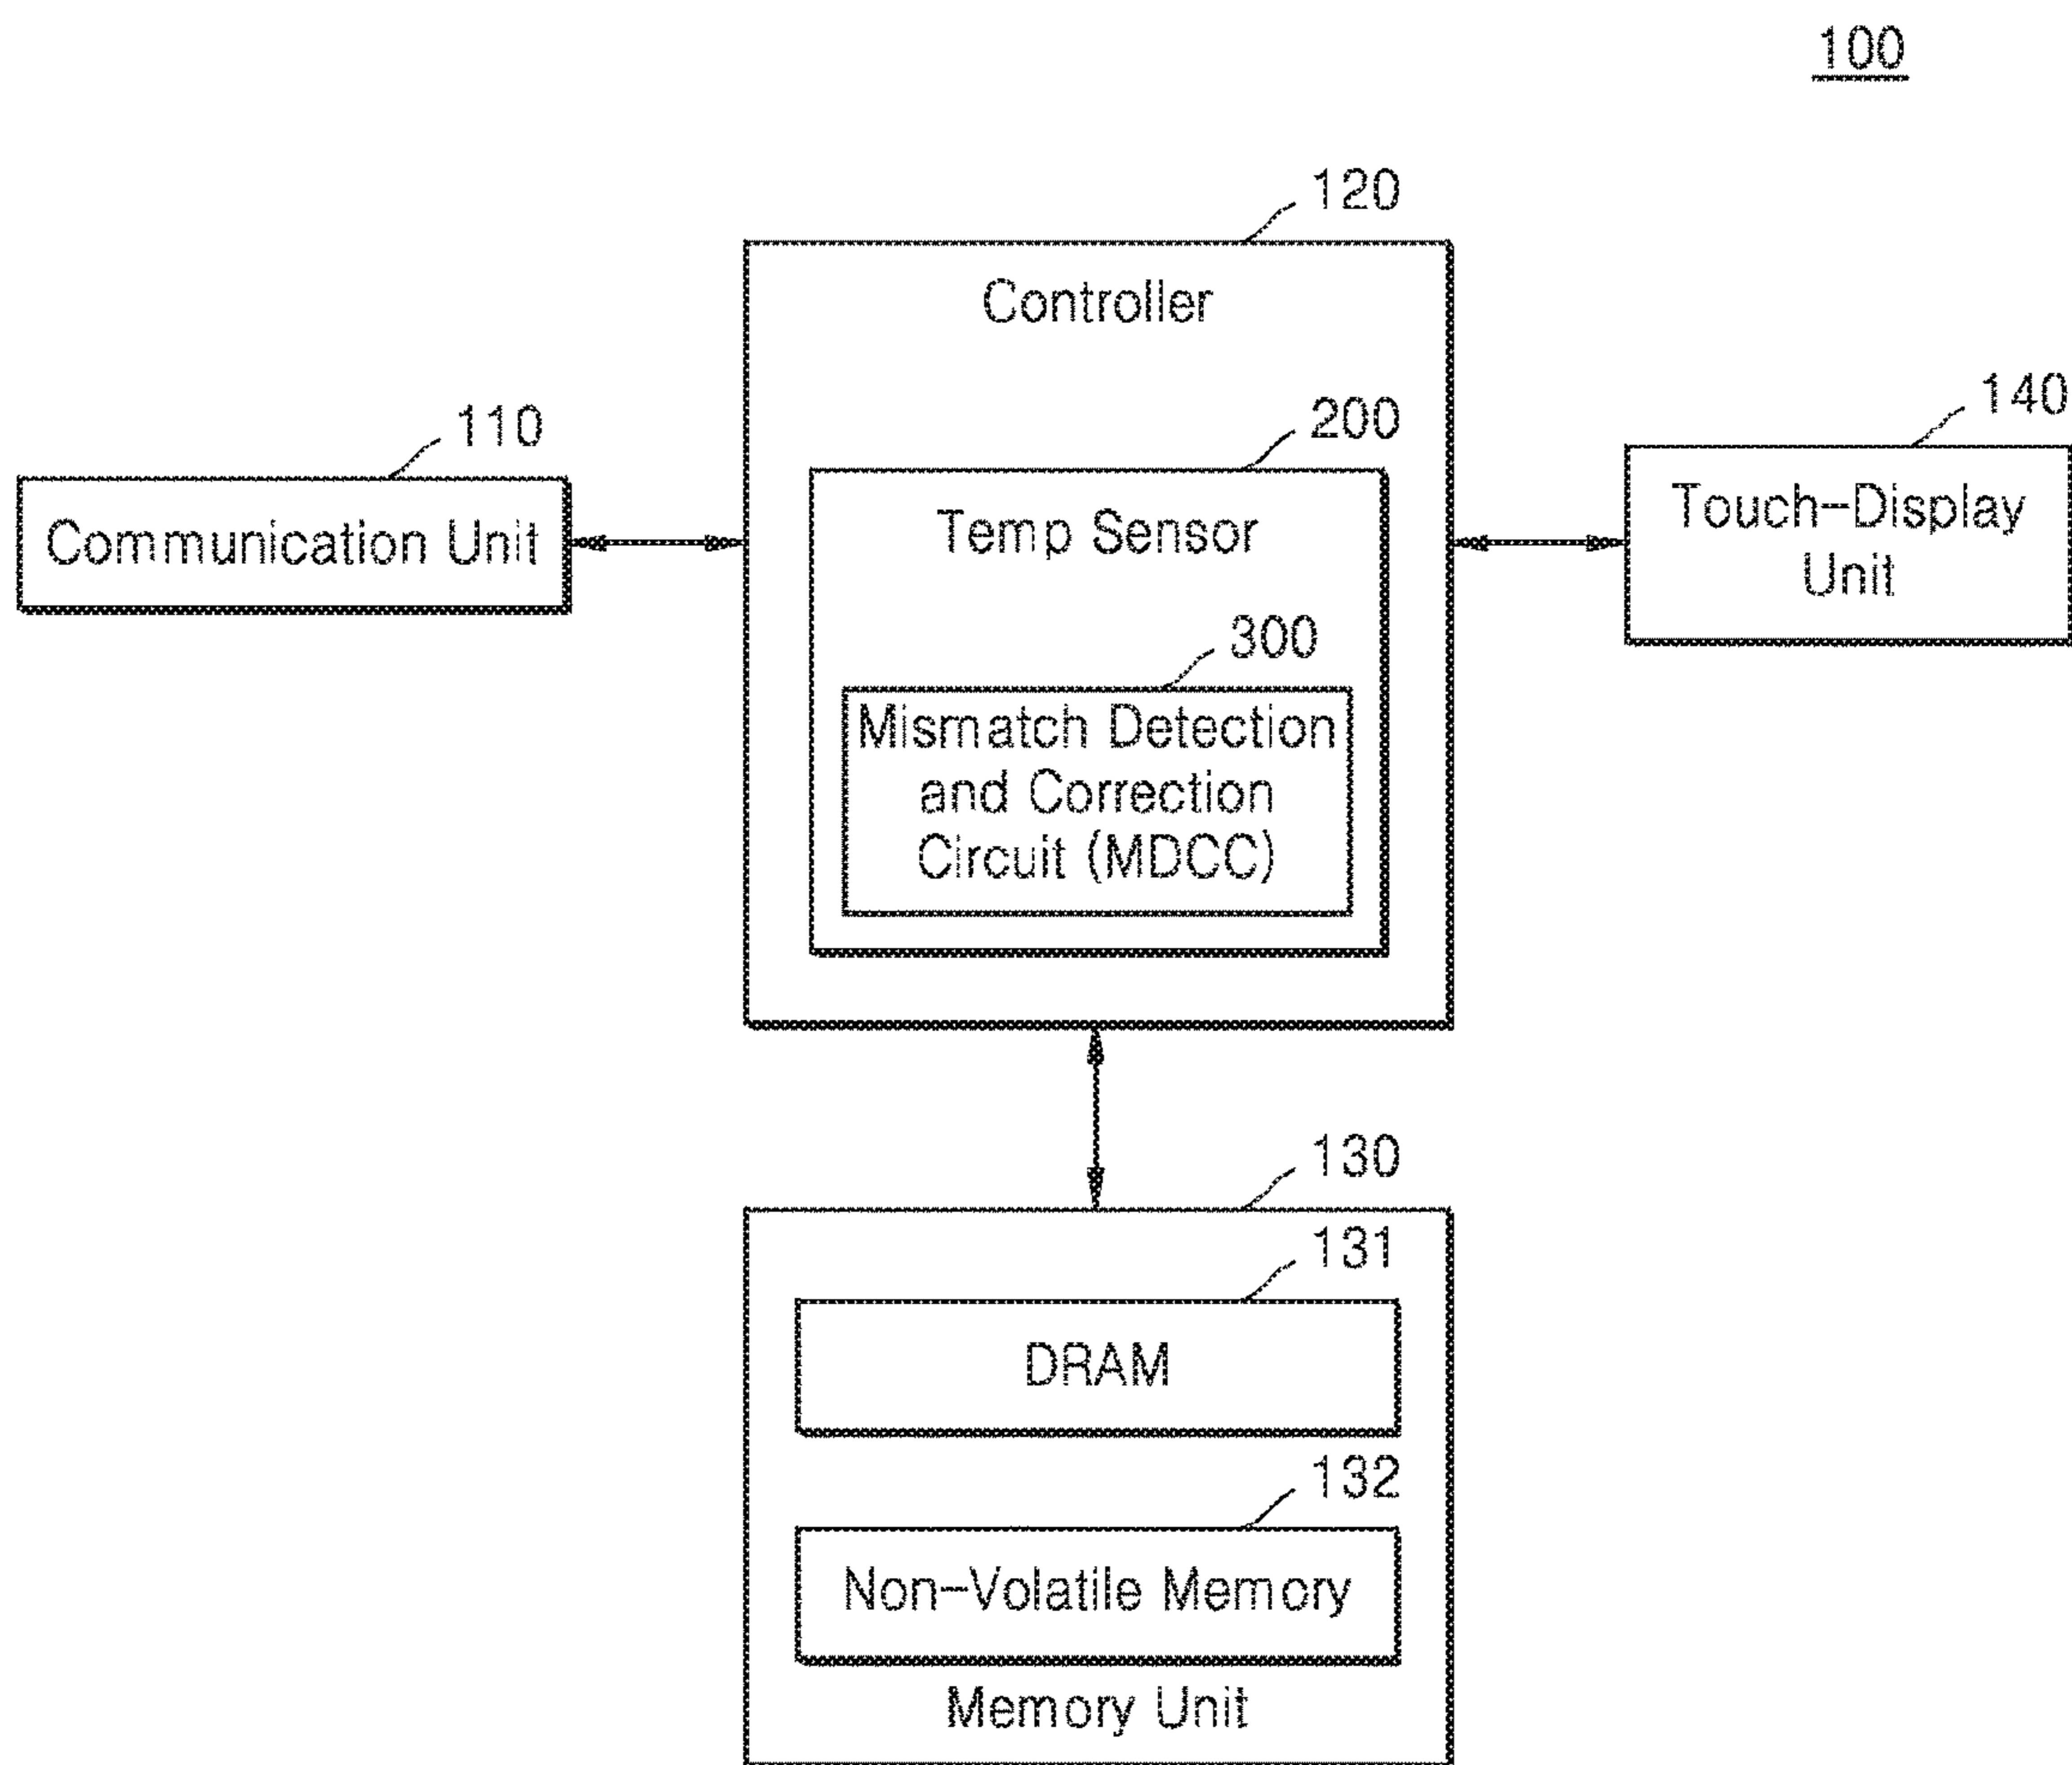 100
120
Controller
110
Communication Unit
200
Temp Sensor
140
Touch-Display
Unit
300
Mismatch Detection
and Correction
Circuit (MDCC)
130
131
DRAM
132
Non-Volatile Memory
Memory Unit